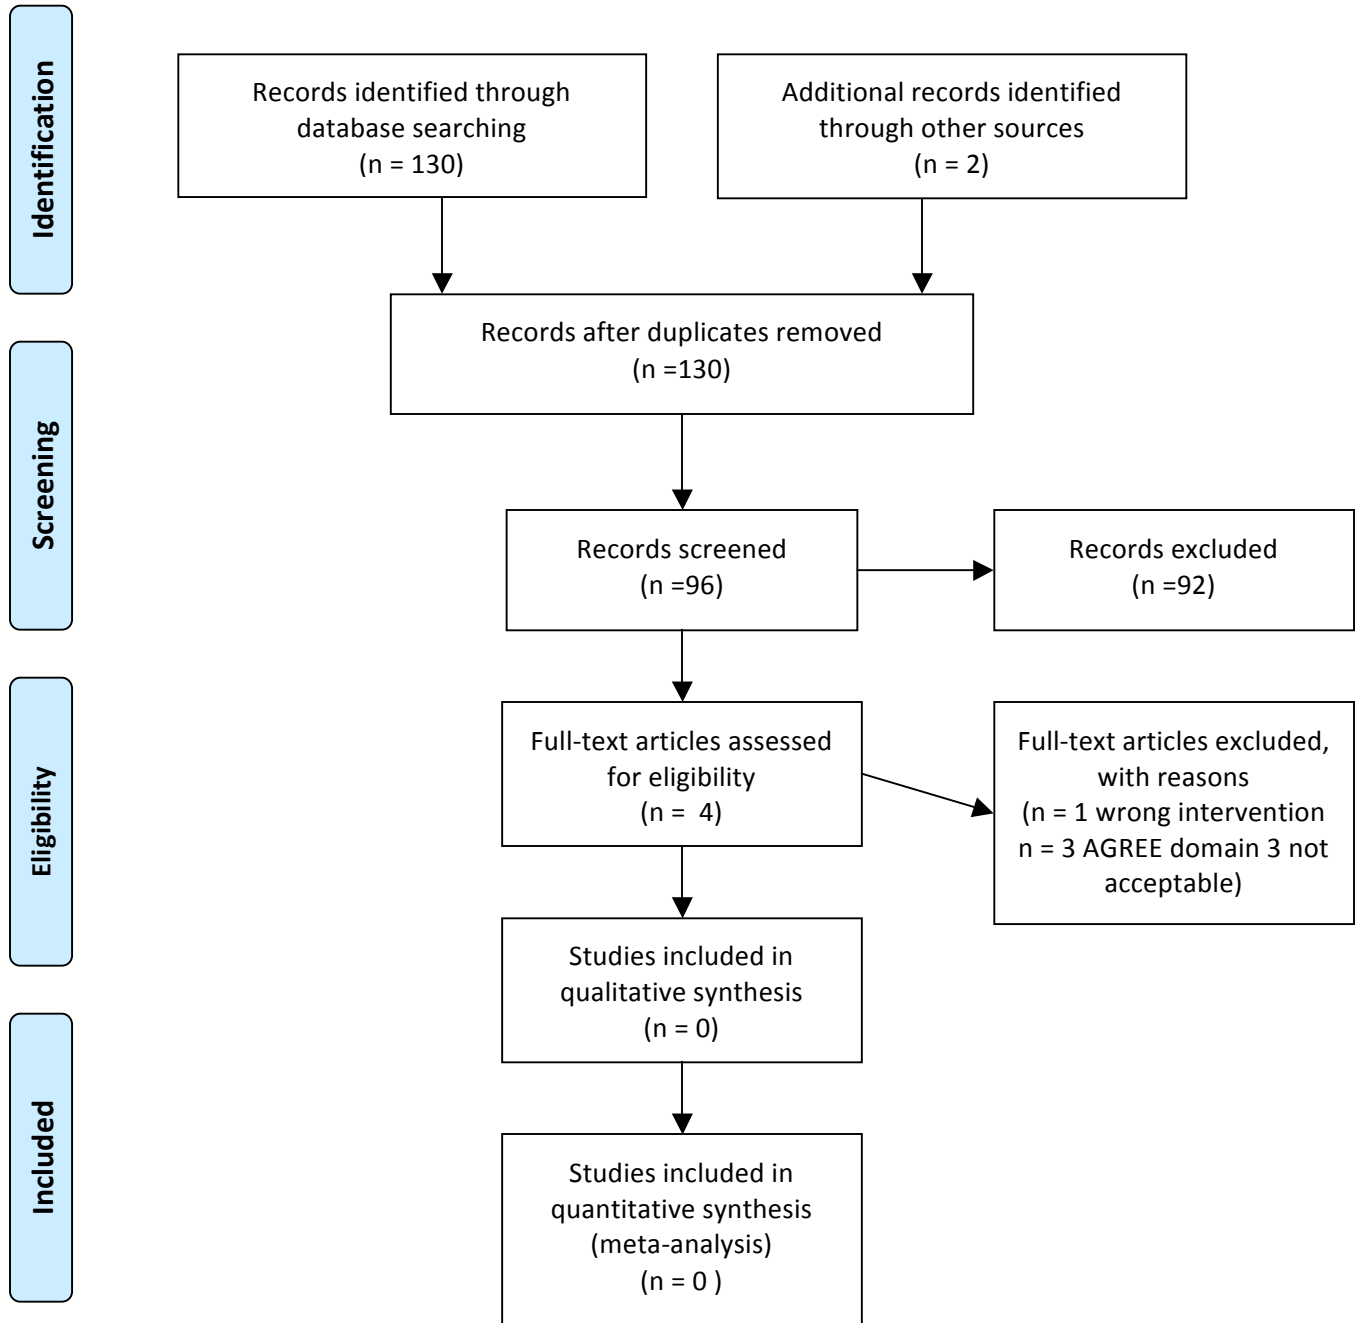 Identification
Records identified through
database searching
(n = 130)
Additional records identified
through other sources
(n = 2)
Records after duplicates removed
(n =130)
Screening
Records screened
(n =96)
Records excluded
(n =92)
Eligibility
Full-text articles assessed
for eligibility
(n =  4)
Full-text articles excluded,
with reasons
(n = 1 wrong intervention
n = 3 AGREE domain 3 not
acceptable)
Studies included in
qualitative synthesis
(n = 0)
Included
Studies included in
quantitative synthesis
(meta-analysis)
(n = 0 )